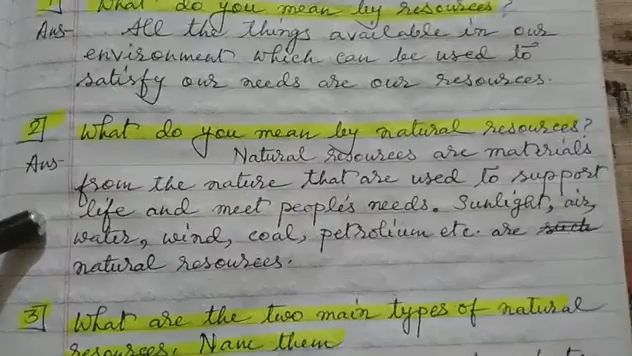 1] What do you mean by resources?
Ans- All the things available in our
environment which can be used to
satisfy our needs are our resources.
2] What do you mean by natural resources?
Ans- Natural resources are materials
from the nature that are used to support
life and meet people's needs. Sunlight, air,
water, wind, coal, petrolium etc. are
natural resources.
3] What are the two main types of natural
resources. Name them